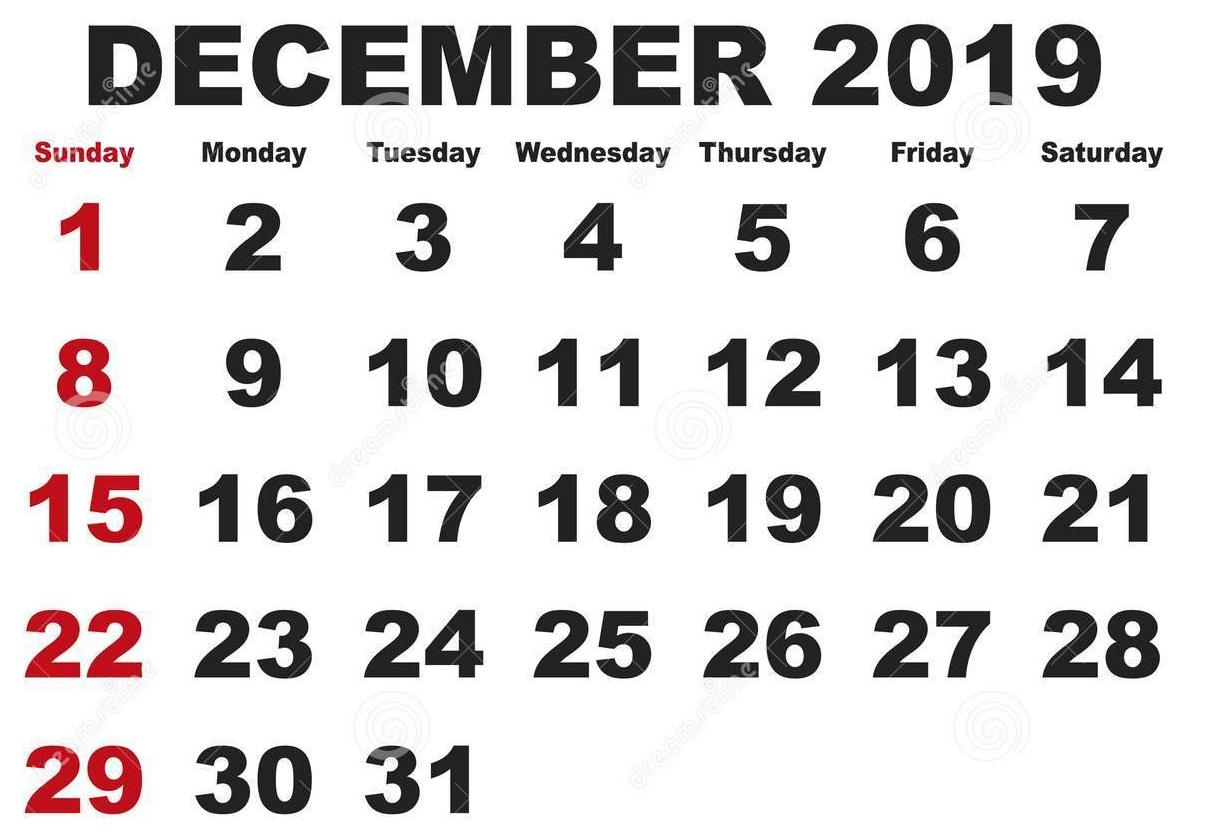 DECEMBER 2019
Sunday Monday Tuesday Wednesday Thursday Friday Saturday
1 2 3 4 5 6 7
8 9 10 11 12 13 14
15 16 17 18 19 20 21
22 23 24 25 26 27 28
29 30 31